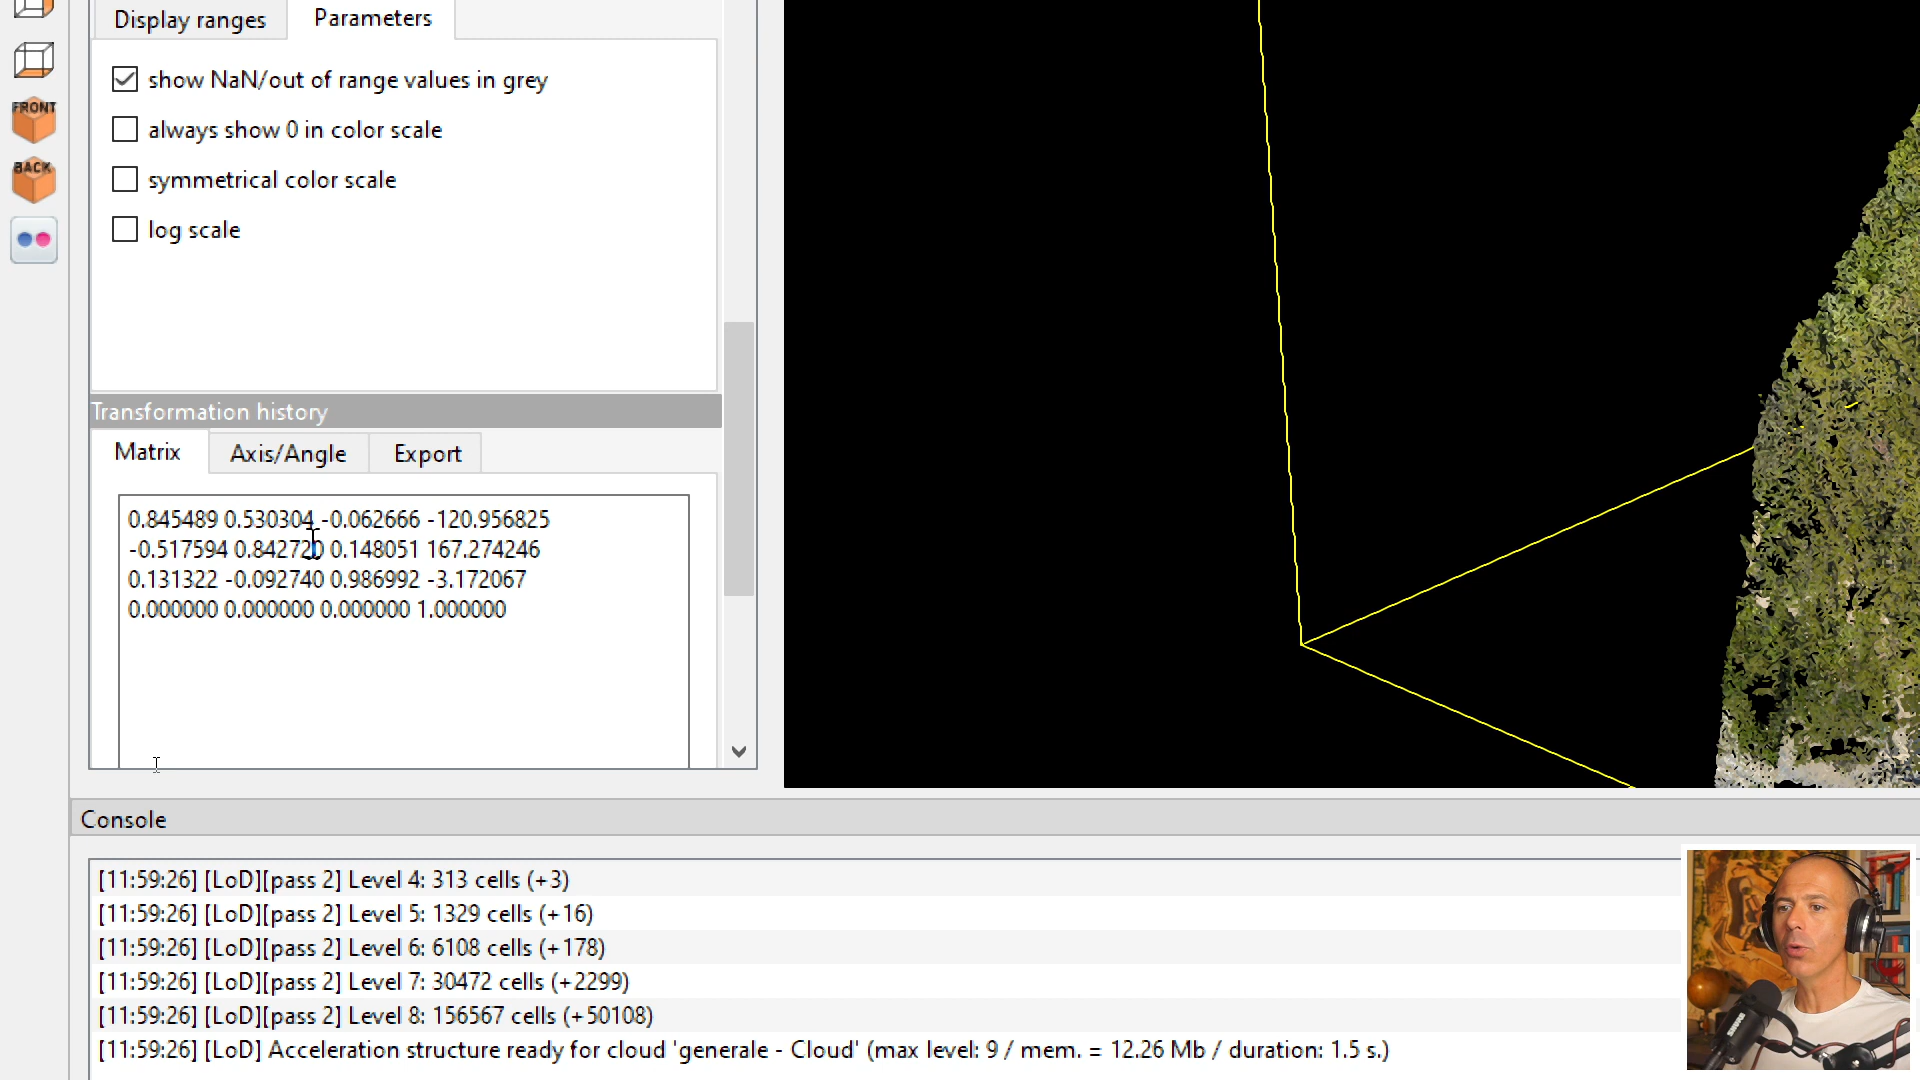 Display ranges
Parameters
show NaN/out of range values in grey
always show 0 in color scale
symmetrical color scale
log scale
FRONT
BACK
Transformation history
Matrix
Axis/Angle
Export
0.845489 0.530304 -0.062666 -120.956825
-0.517594 0.842720 0.148051 167.274246
0.131322 -0.092740 0.986992 -3.172067
0.000000 0.000000 0.000000 1.000000
Console
[11:59:26] [LoD][pass 2] Level 4: 313 cells (+3)
[11:59:26] [LoD][pass 2] Level 5: 1329 cells (+16)
[11:59:26] [LoD][pass 2] Level 6: 6108 cells (+178)
[11:59:26] [LoD][pass 2] Level 7: 30472 cells (+2299)
[11:59:26] [LoD][pass 2] Level 8: 156567 cells (+50108)
[11:59:26] [LoD] Acceleration structure ready for cloud 'generale - Cloud' (max level: 9 / mem. = 12.26 Mb / duration: 1.5 s.)